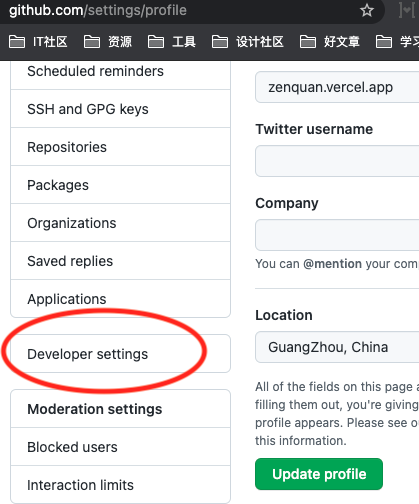 github.com/settings/profile
IT社区 资源 工具 设计社区 好文章 学习
Scheduled reminders
SSH and GPG keys
Repositories
Packages
Organizations
Saved replies
Applications
Developer settings
Moderation settings
Blocked users
Interaction limits
zenquan.vercel.app
Twitter username
Company
You can @mention your com
Location
GuangZhou, China
All of the fields on this page a
filling them out, you're giving
profile appears. Please see ou
this information.
Update profile